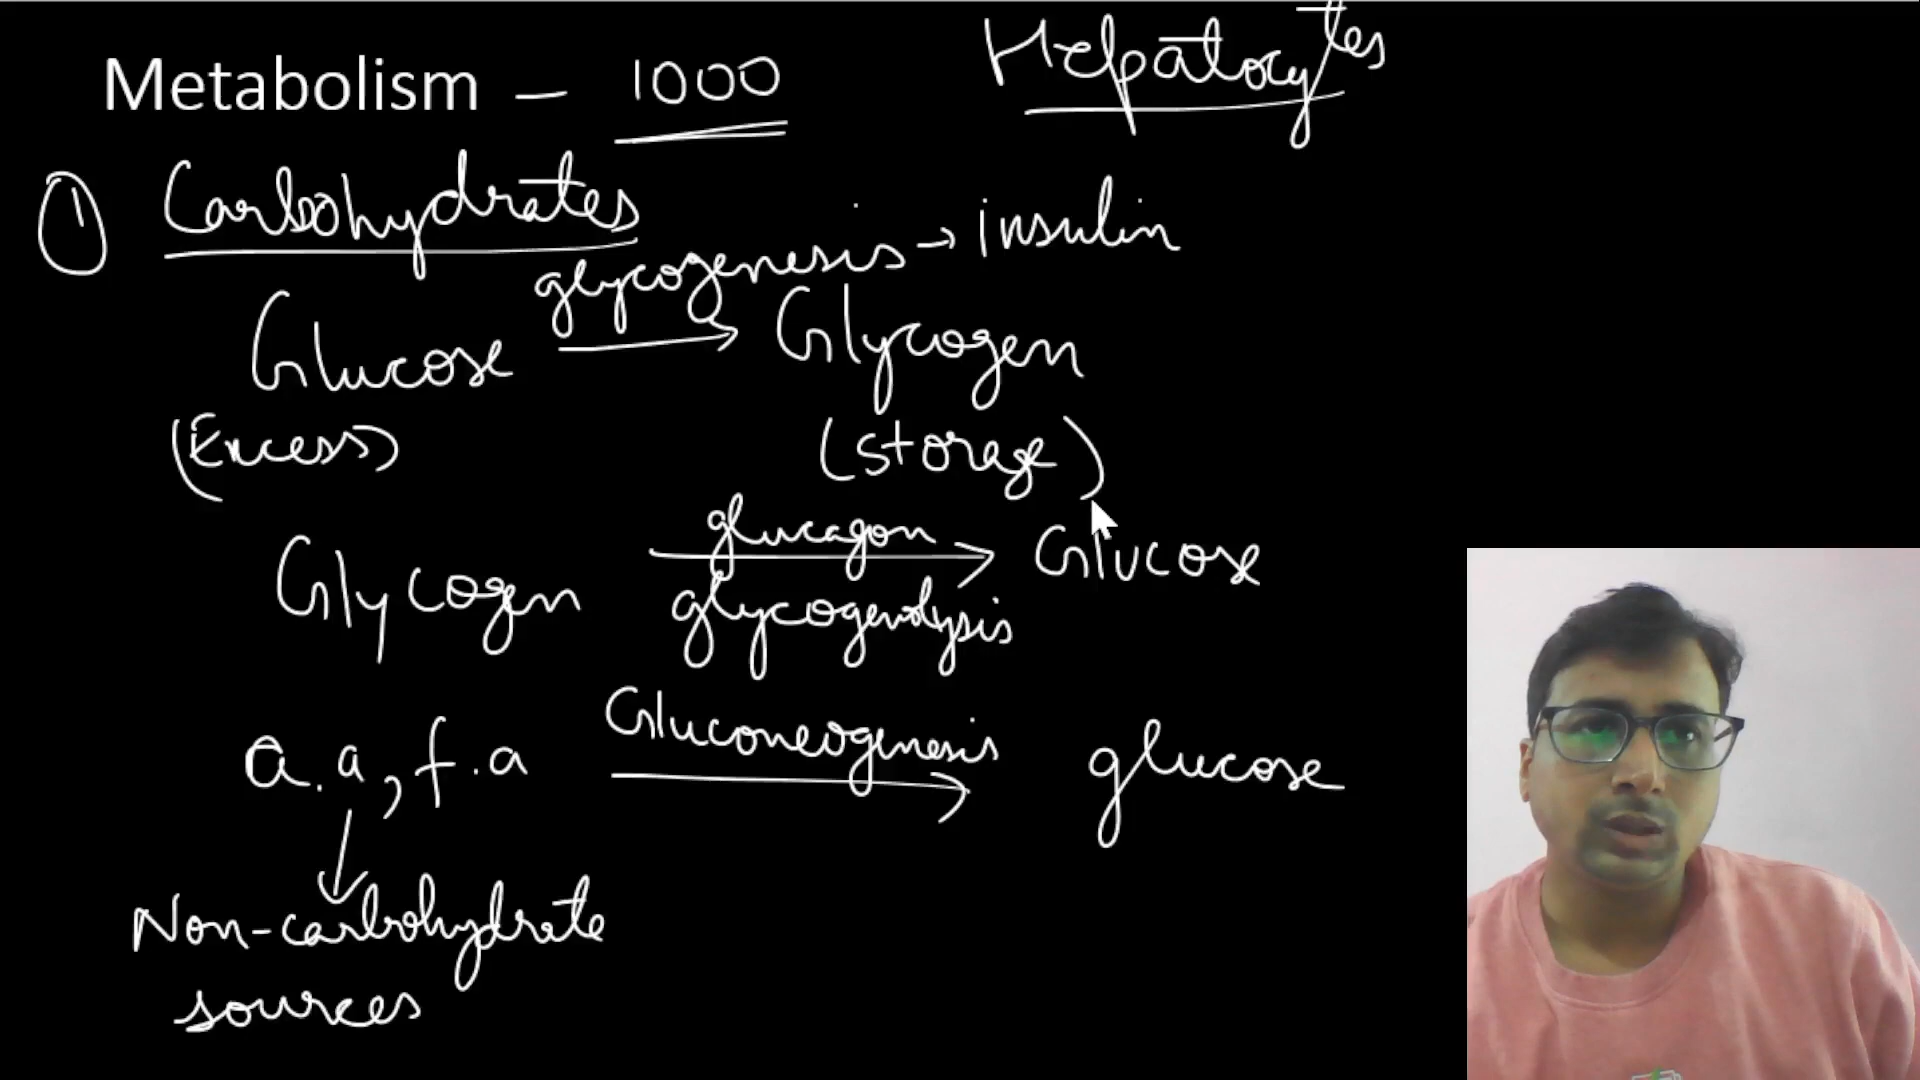 Hepatocytes
Metabolism – 1000
① Carbohydrates
glycogenesis → insulin
Glucose → Glycogen
(Excess) (storage)
glucagon
Glycogen → Glucose
glycogenolysis
Gluconeogenesis
a.a, f.a → glucose
Non-carbohydrate
sources